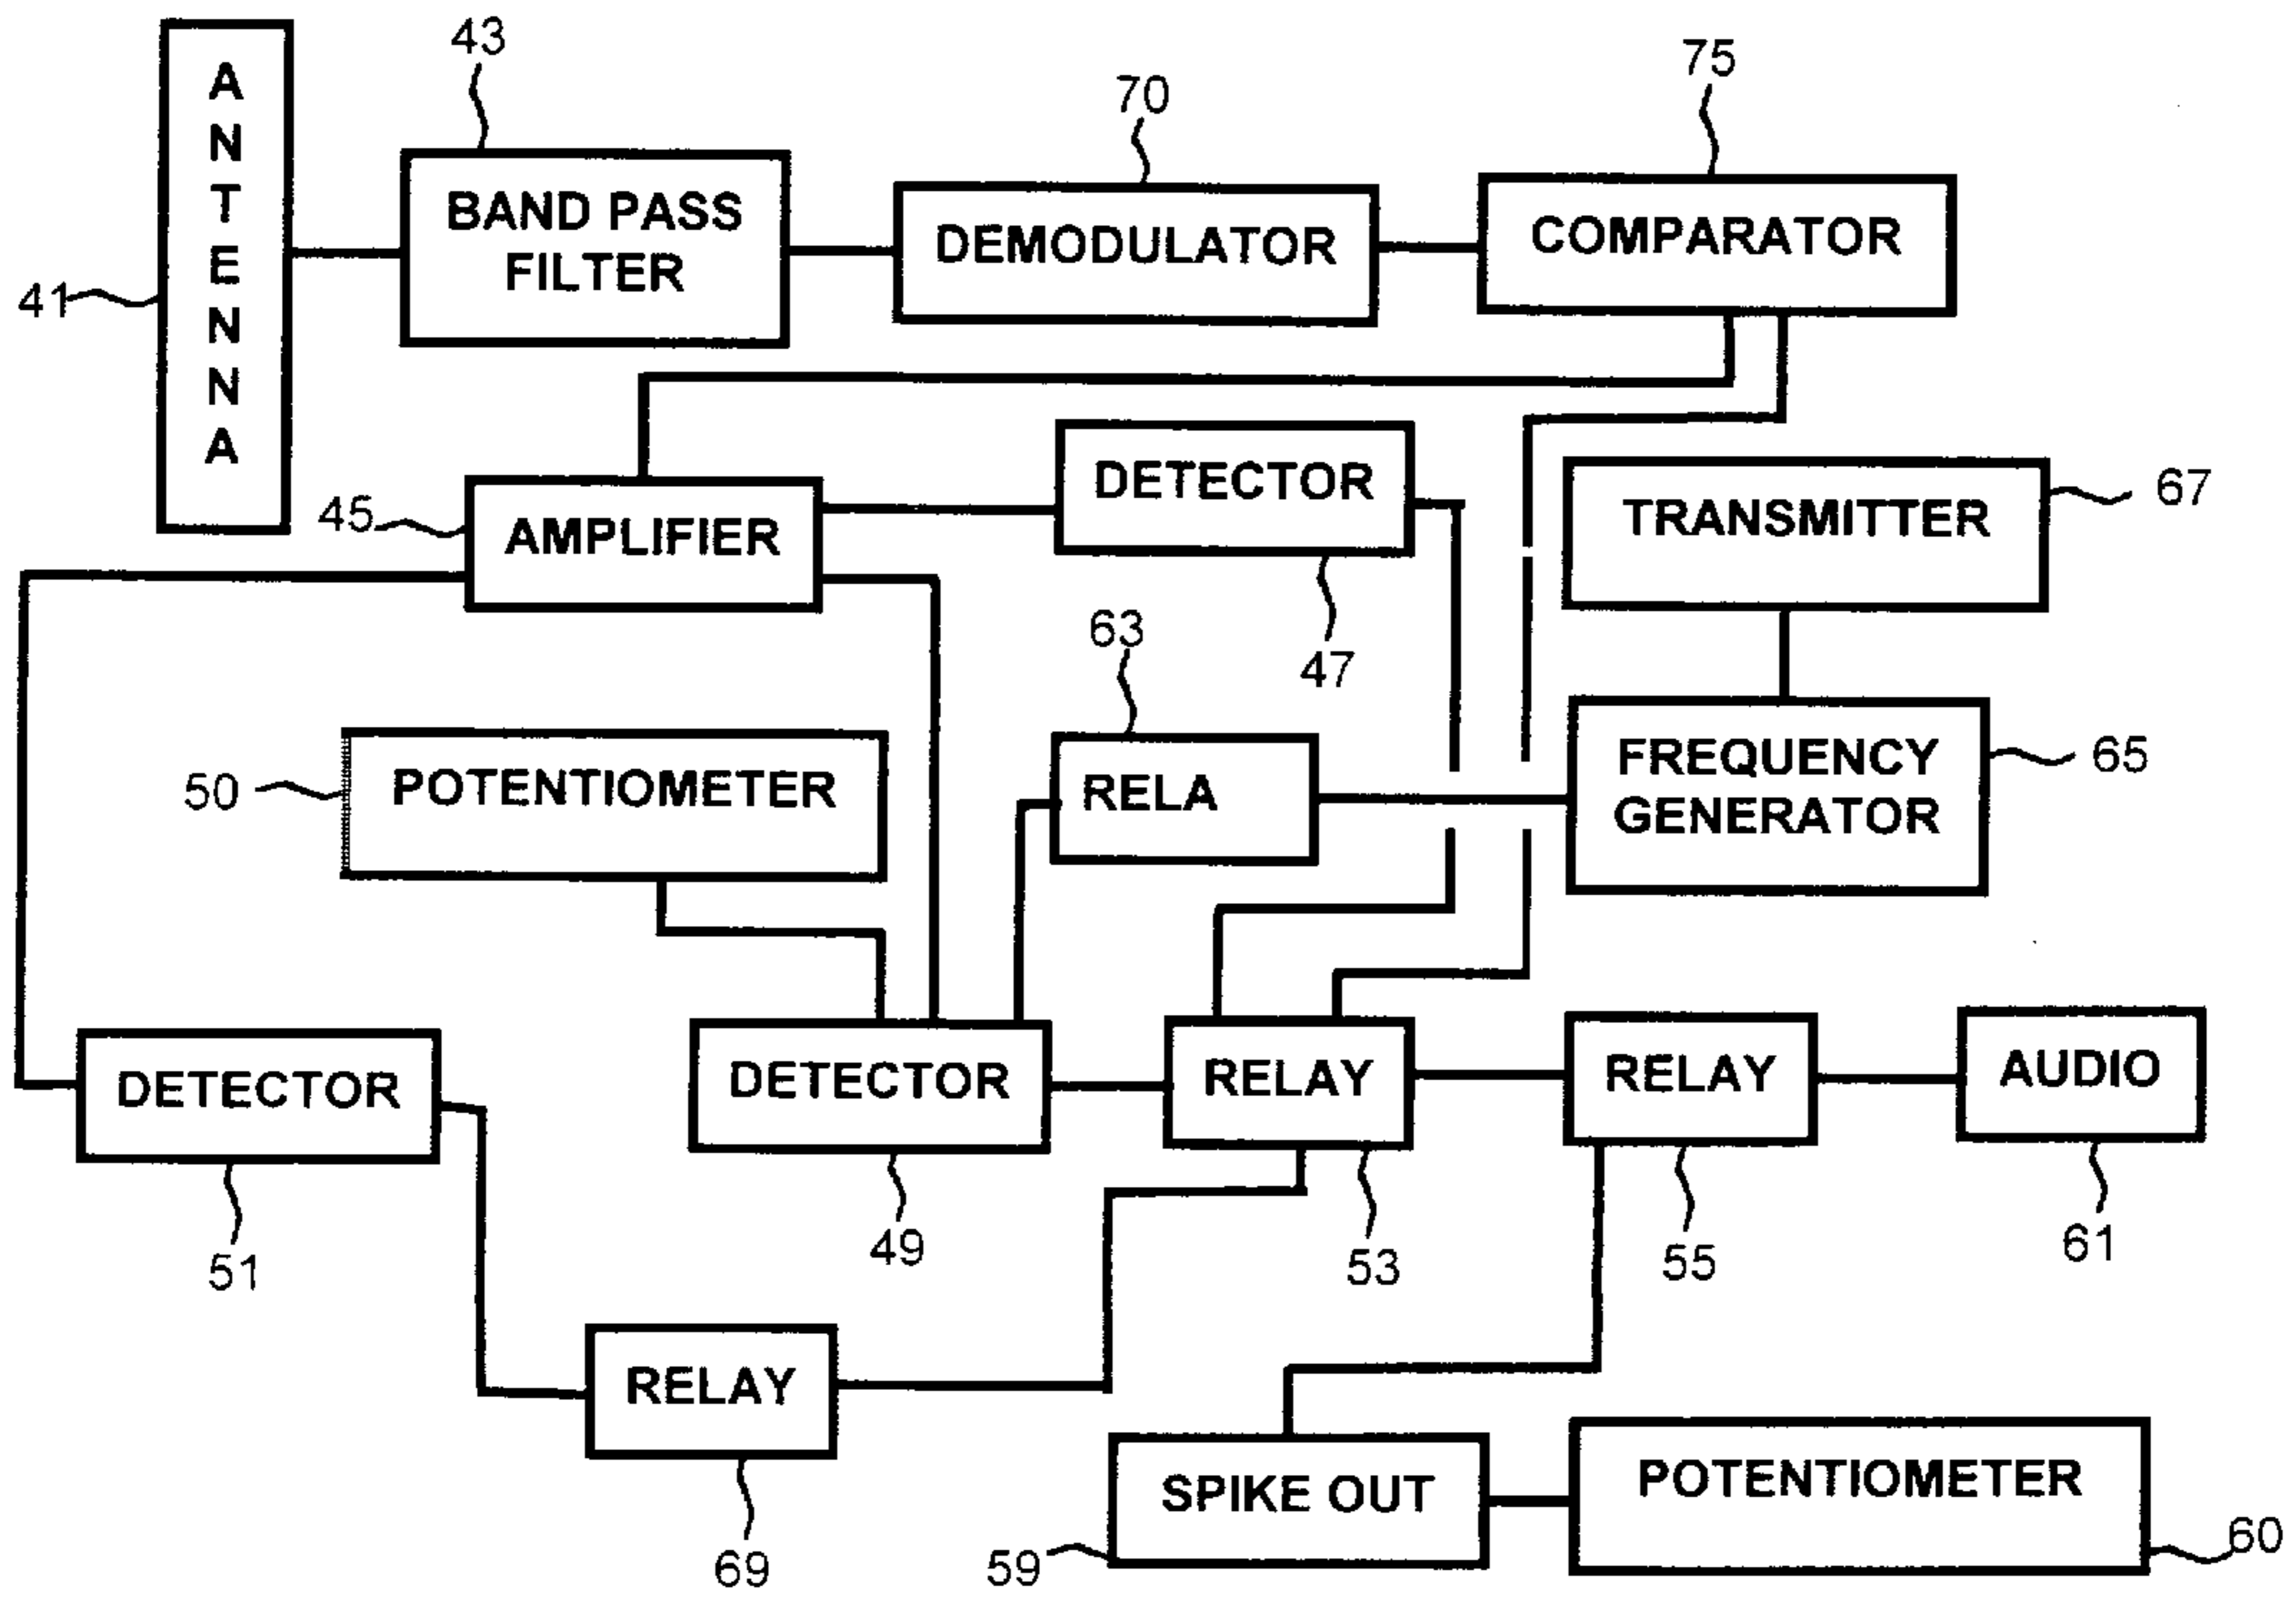 43
75
70
A
N
T
E
N
N
A
BAND PASS
FILTER
DEMODULATOR
COMPARATOR
41
DETECTOR
TRANSMITTER
67
45
AMPLIFIER
63
47
50
POTENTIOMETER
RELA
FREQUENCY
GENERATOR
65
DETECTOR
DETECTOR
RELAY
RELAY
AUDIO
51
49
53
55
61
RELAY
69
SPIKE OUT
POTENTIOMETER
59
60